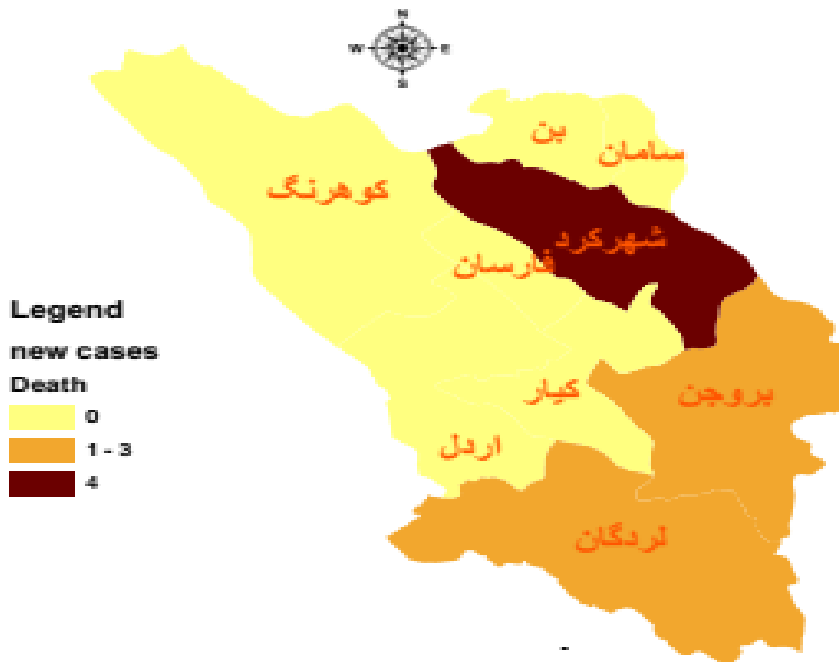 N
W E
S
بن
سامان
کوهرنگ
شهرکرد
فارسان
Legend
new cases
Death
0
1 - 3
4
کیار
بروجن
اردل
لردگان
-